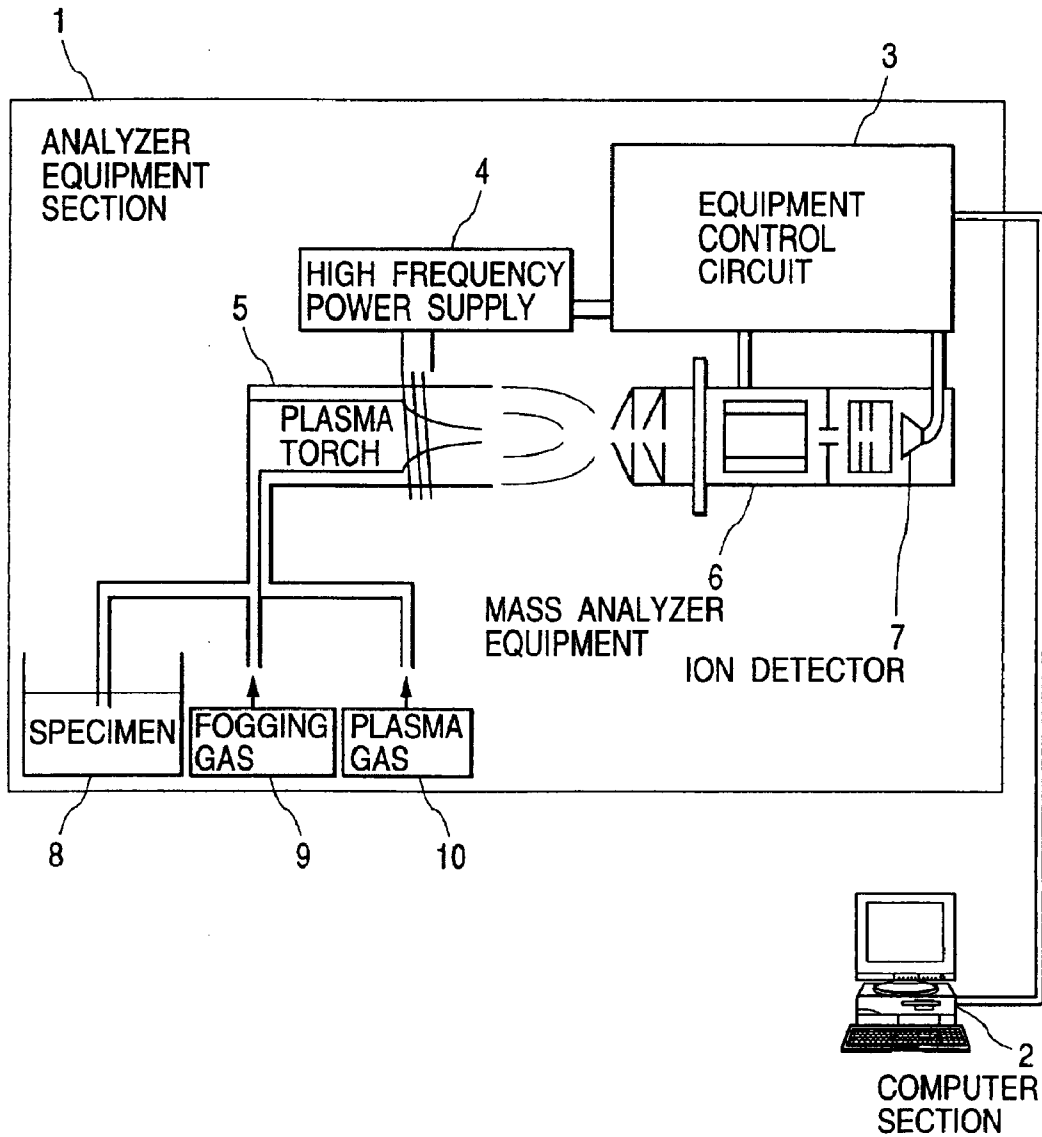 1
3
ANALYZER
EQUIPMENT
SECTION
4
EQUIPMENT
CONTROL
CIRCUIT
HIGH FREQUENCY
POWER SUPPLY
5
PLASMA
TORCH
6
MASS ANALYZER
EQUIPMENT
7
ION DETECTOR
SPECIMEN
FOGGING
GAS
PLASMA
GAS
8
9
10
2
COMPUTER
SECTION